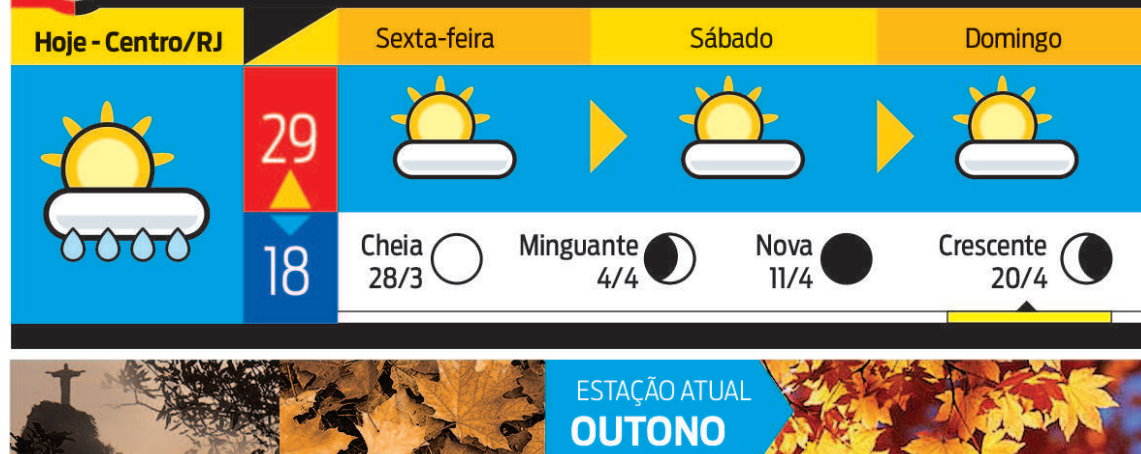 Hoje - Centro/RJ
Sexta-feira
Sábado
Domingo
29
18
Cheia
28/3
Minguante
4/4
Nova
11/4
Crescente
20/4
ESTAÇÃO ATUAL
OUTONO